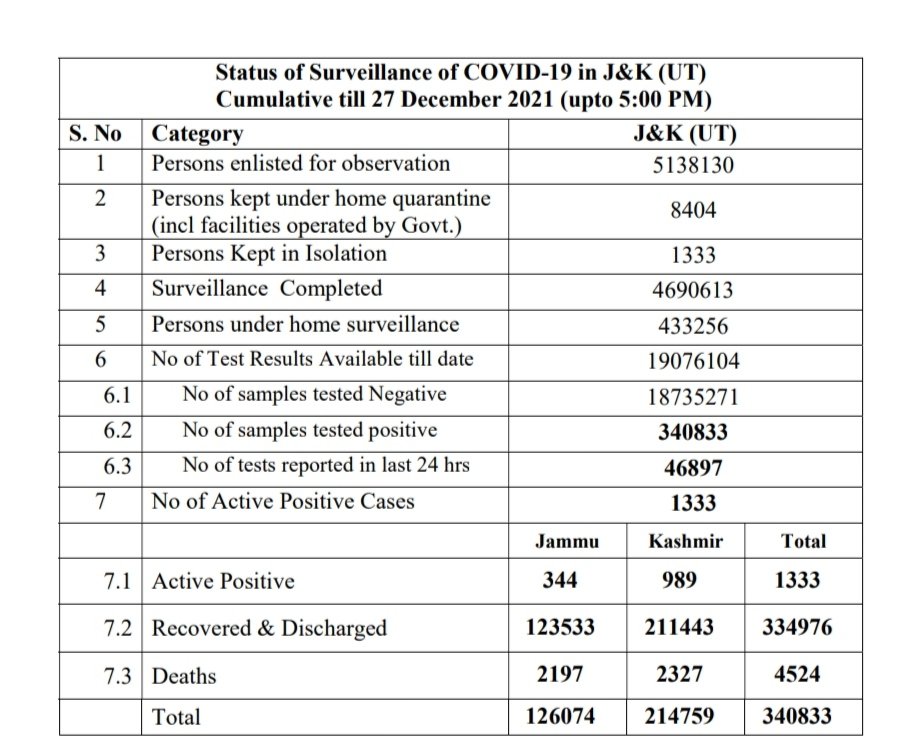 Status of Surveillance of COVID-19 in J&K (UT)
Cumulative till 27 December 2021 (upto 5:00 PM)
S. No Category J&K (UT)
1 Persons enlisted for observation 5138130
2 Persons kept under home quarantine
(incl facilities operated by Govt.) 8404
3 Persons Kept in Isolation 1333
4 Surveillance Completed 4690613
5 Persons under home surveillance 433256
6 No of Test Results Available till date 19076104
6.1 No of samples tested Negative 18735271
6.2 No of samples tested positive 340833
6.3 No of tests reported in last 24 hrs 46897
7 No of Active Positive Cases 1333
Jammu Kashmir Total
7.1 Active Positive 344 989 1333
7.2 Recovered & Discharged 123533 211443 334976
7.3 Deaths 2197 2327 4524
Total 126074 214759 340833